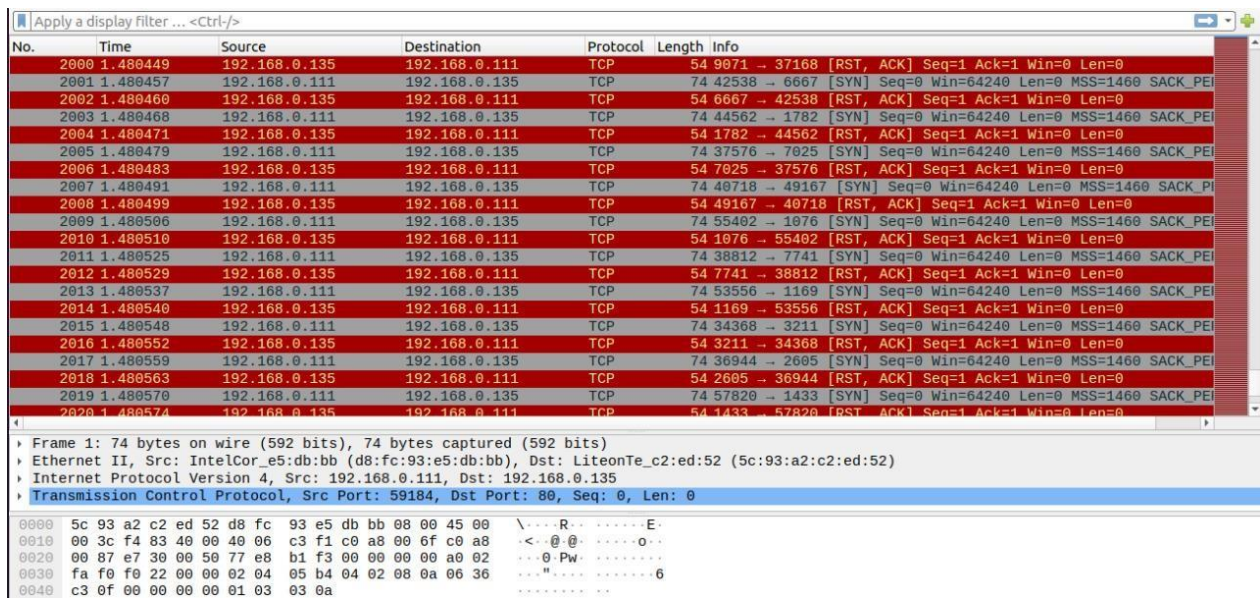 Apply a display filter ... <Ctrl-/>
No. Time Source Destination Protocol Length Info
2000 1.480449 192.168.0.135 192.168.0.111 TCP 54 9071 → 37168 [RST, ACK] Seq=1 Ack=1 Win=0 Len=0
2001 1.480457 192.168.0.111 192.168.0.135 TCP 74 42538 → 6667 [SYN] Seq=0 Win=64240 Len=0 MSS=1460 SACK_PE
2002 1.480460 192.168.0.135 192.168.0.111 TCP 54 6667 → 42538 [RST, ACK] Seq=1 Ack=1 Win=0 Len=0
2003 1.480468 192.168.0.111 192.168.0.135 TCP 74 44562 → 1782 [SYN] Seq=0 Win=64240 Len=0 MSS=1460 SACK_PE
2004 1.480471 192.168.0.135 192.168.0.111 TCP 54 1782 → 44562 [RST, ACK] Seq=1 Ack=1 Win=0 Len=0
2005 1.480479 192.168.0.111 192.168.0.135 TCP 74 37576 → 7025 [SYN] Seq=0 Win=64240 Len=0 MSS=1460 SACK_PE
2006 1.480483 192.168.0.135 192.168.0.111 TCP 54 7025 → 37576 [RST, ACK] Seq=1 Ack=1 Win=0 Len=0
2007 1.480491 192.168.0.111 192.168.0.135 TCP 74 40718 → 49167 [SYN] Seq=0 Win=64240 Len=0 MSS=1460 SACK_P
2008 1.480499 192.168.0.135 192.168.0.111 TCP 54 49167 → 40718 [RST, ACK] Seq=1 Ack=1 Win=0 Len=0
2009 1.480506 192.168.0.111 192.168.0.135 TCP 74 55402 → 1076 [SYN] Seq=0 Win=64240 Len=0 MSS=1460 SACK_PE
2010 1.480510 192.168.0.135 192.168.0.111 TCP 54 1076 → 55402 [RST, ACK] Seq=1 Ack=1 Win=0 Len=0
2011 1.480525 192.168.0.111 192.168.0.135 TCP 74 38812 → 7741 [SYN] Seq=0 Win=64240 Len=0 MSS=1460 SACK_PE
2012 1.480529 192.168.0.135 192.168.0.111 TCP 54 7741 → 38812 [RST, ACK] Seq=1 Ack=1 Win=0 Len=0
2013 1.480537 192.168.0.111 192.168.0.135 TCP 74 53556 → 1169 [SYN] Seq=0 Win=64240 Len=0 MSS=1460 SACK_PE
2014 1.480540 192.168.0.135 192.168.0.111 TCP 54 1169 → 53556 [RST, ACK] Seq=1 Ack=1 Win=0 Len=0
2015 1.480548 192.168.0.111 192.168.0.135 TCP 74 34368 → 3211 [SYN] Seq=0 Win=64240 Len=0 MSS=1460 SACK_PE
2016 1.480552 192.168.0.135 192.168.0.111 TCP 54 3211 → 34368 [RST, ACK] Seq=1 Ack=1 Win=0 Len=0
2017 1.480559 192.168.0.111 192.168.0.135 TCP 74 36944 → 2605 [SYN] Seq=0 Win=64240 Len=0 MSS=1460 SACK_PE
2018 1.480563 192.168.0.135 192.168.0.111 TCP 54 2605 → 36944 [RST, ACK] Seq=1 Ack=1 Win=0 Len=0
2019 1.480570 192.168.0.111 192.168.0.135 TCP 74 57820 → 1433 [SYN] Seq=0 Win=64240 Len=0 MSS=1460 SACK_PE
2020 1.480574 192.168.0.135 192.168.0.111 TCP 54 1433 → 57820 [RST, ACK] Seq=1 Ack=1 Win=0 Len=0
Frame 1: 74 bytes on wire (592 bits), 74 bytes captured (592 bits)
Ethernet II, Src: IntelCor_e5:db:bb (d8:fc:93:e5:db:bb), Dst: LiteonTe_c2:ed:52 (5c:93:a2:c2:ed:52)
Internet Protocol Version 4, Src: 192.168.0.111, Dst: 192.168.0.135
Transmission Control Protocol, Src Port: 59184, Dst Port: 80, Seq: 0, Len: 0
0000 5c 93 a2 c2 ed 52 d8 fc 93 e5 db bb 08 00 45 00 \····R·· ······E·
0010 00 3c f4 83 40 00 40 06 c3 f1 c0 a8 00 6f c0 a8 ·<··@·@· ·····o··
0020 00 87 e7 30 00 50 77 e8 b1 f3 00 00 00 00 a0 02 ···0·Pw· ········
0030 fa f0 f0 22 00 00 02 04 05 b4 04 02 08 0a 06 36 ···"···· ·······6
0040 c3 0f 00 00 00 00 01 03 03 0a ········ ··